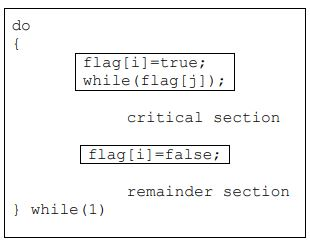 do
{
flag[i]=true;
while(flag[j]);
critical section
flag[i]=false;
remainder section
} while(1)